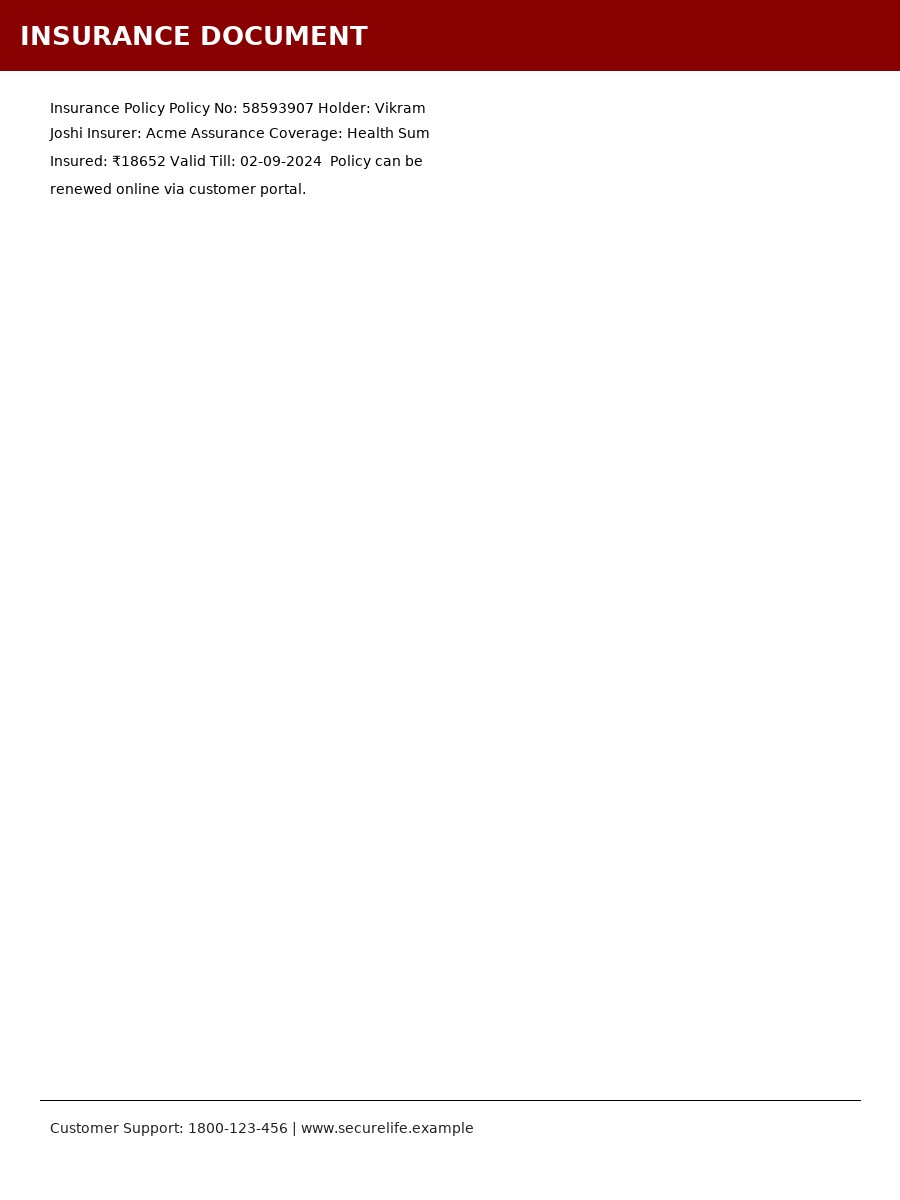 INSURANCE DOCUMENT
Insurance Policy Policy No: 58593907 Holder: Vikram
Joshi Insurer: Acme Assurance Coverage: Health Sum
Insured: ₹18652 Valid Till: 02-09-2024  Policy can be
renewed online via customer portal.
Customer Support: 1800-123-456 | www.securelife.example